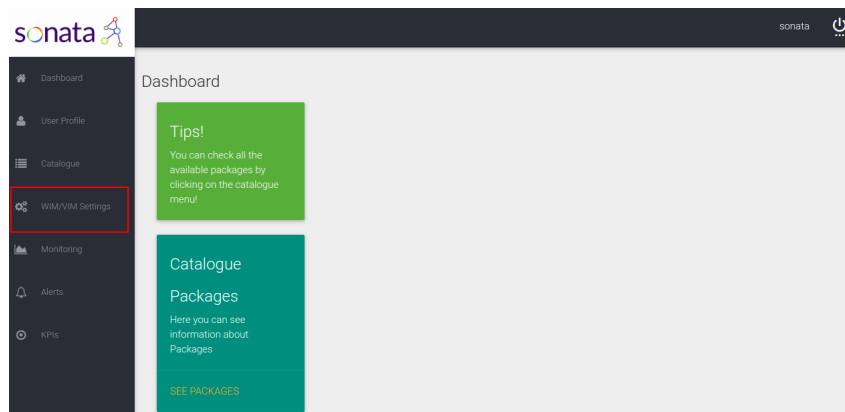 sonata
sonata
Dashboard
User Profile
Catalogue
WIM/VIM Settings
Monitoring
Alerts
KPIs
Dashboard
Tips!
You can check all the
available packages by
clicking on the catalogue
menu!
Catalogue
Packages
Here you can see
information about
Packages
SEE PACKAGES